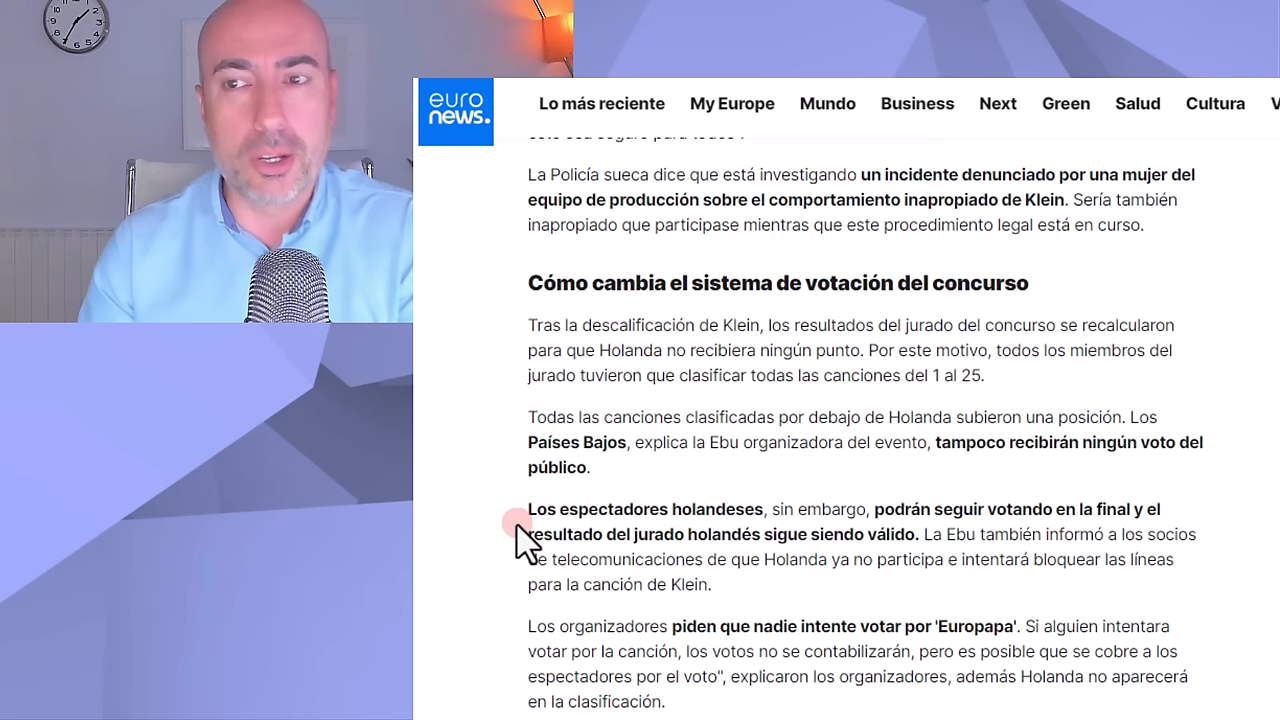 euro
news.
Lo más reciente My Europe Mundo Business Next Green Salud Cultura
La Policía sueca dice que está investigando un incidente denunciado por una mujer del
equipo de producción sobre el comportamiento inapropiado de Klein. Sería también
inapropiado que participase mientras que este procedimiento legal está en curso.
Cómo cambia el sistema de votación del concurso
Tras la descalificación de Klein, los resultados del jurado del concurso se recalcularon
para que Holanda no recibiera ningún punto. Por este motivo, todos los miembros del
jurado tuvieron que clasificar todas las canciones del 1 al 25.
Todas las canciones clasificadas por debajo de Holanda subieron una posición. Los
Países Bajos, explica la Ebu organizadora del evento, tampoco recibirán ningún voto del
público.
Los espectadores holandeses, sin embargo, podrán seguir votando en la final y el
resultado del jurado holandés sigue siendo válido. La Ebu también informó a los socios
de telecomunicaciones de que Holanda ya no participa e intentará bloquear las líneas
para la canción de Klein.
Los organizadores piden que nadie intente votar por 'Europapa'. Si alguien intentara
votar por la canción, los votos no se contabilizarán, pero es posible que se cobre a los
espectadores por el voto", explicaron los organizadores, además Holanda no aparecerá
en la clasificación.